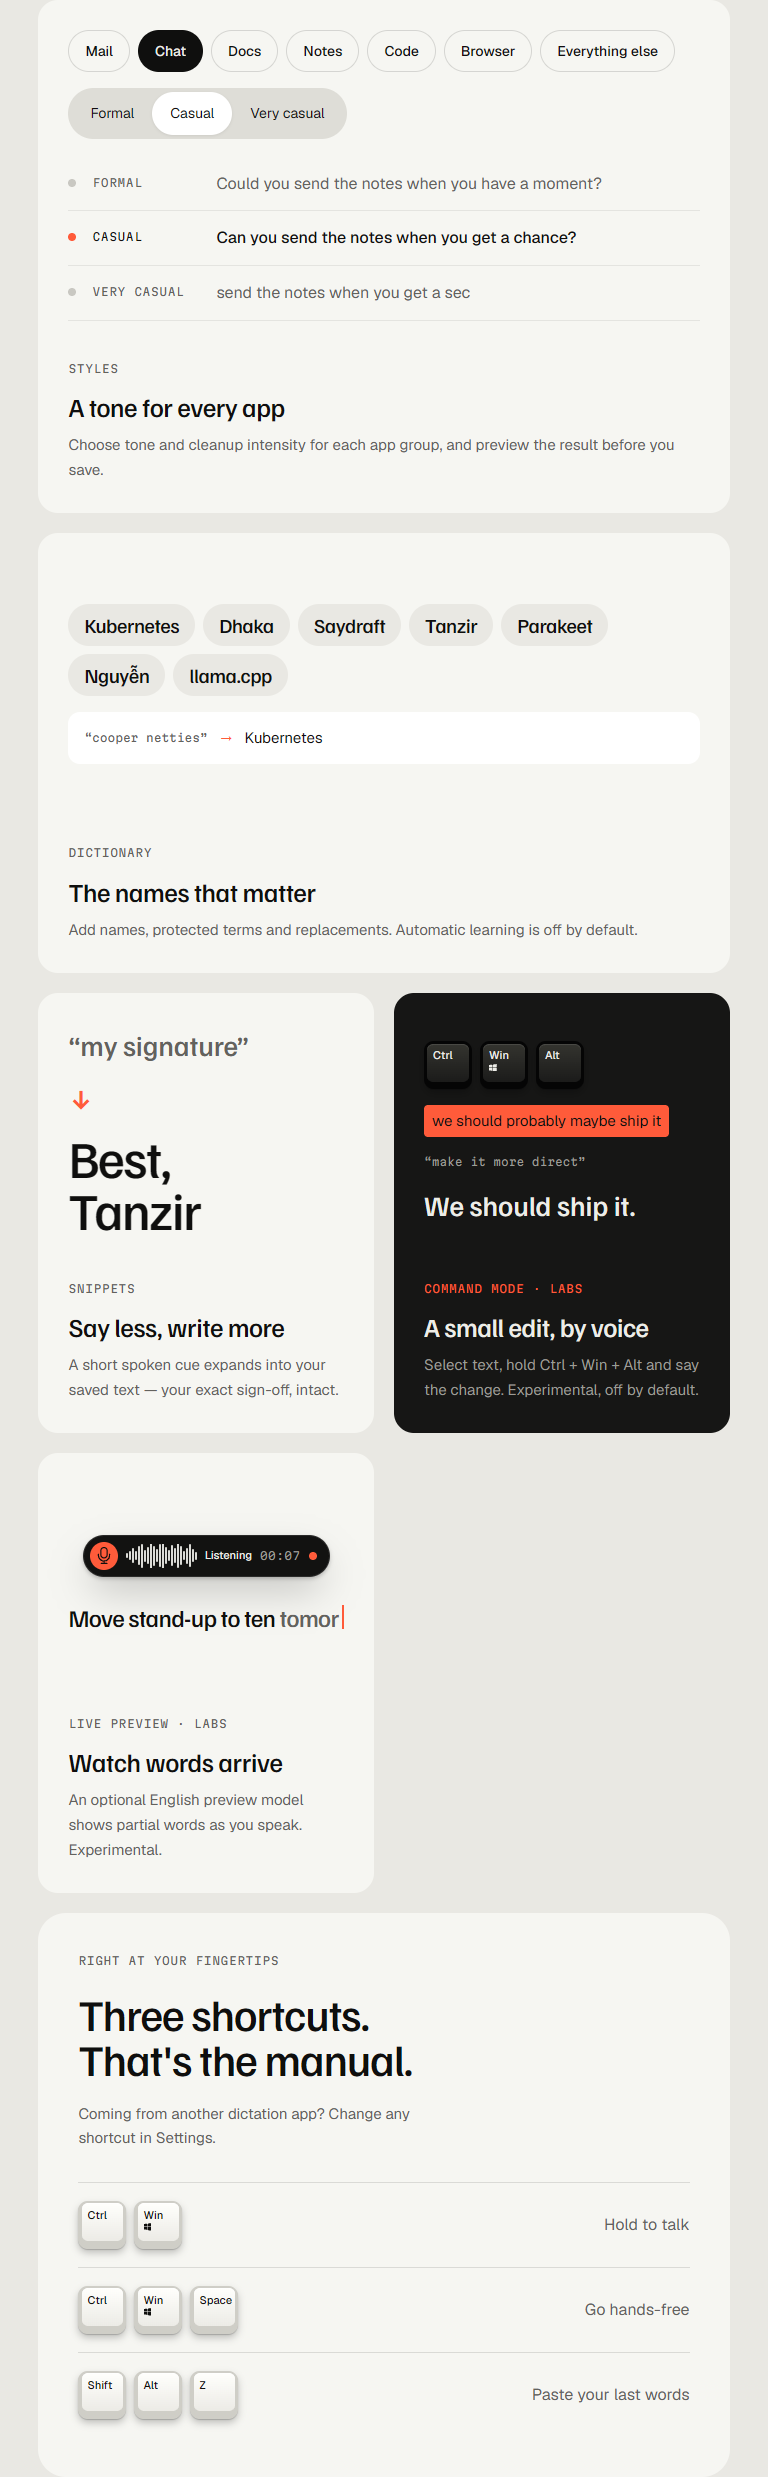 Mail Chat Docs Notes Code Browser Everything else
Formal Casual Very casual
FORMAL Could you send the notes when you have a moment?
CASUAL Can you send the notes when you get a chance?
VERY CASUAL send the notes when you get a sec
STYLES
A tone for every app
Choose tone and cleanup intensity for each app group, and preview the result before you
save.
Kubernetes Dhaka Saydraft Tanzir Parakeet
Nguyễn llama.cpp
“cooper netties” → Kubernetes
DICTIONARY
The names that matter
Add names, protected terms and replacements. Automatic learning is off by default.
“my signature”
↓
Best,
Tanzir
SNIPPETS
Say less, write more
A short spoken cue expands into your
saved text — your exact sign-off, intact.
Ctrl Win Alt
we should probably maybe ship it
“make it more direct”
We should ship it.
COMMAND MODE · LABS
A small edit, by voice
Select text, hold Ctrl + Win + Alt and say
the change. Experimental, off by default.
Listening 00:07
Move stand-up to ten tomor
LIVE PREVIEW · LABS
Watch words arrive
An optional English preview model
shows partial words as you speak.
Experimental.
RIGHT AT YOUR FINGERTIPS
Three shortcuts.
That's the manual.
Coming from another dictation app? Change any
shortcut in Settings.
Ctrl Win Hold to talk
Ctrl Win Space Go hands-free
Shift Alt Z Paste your last words